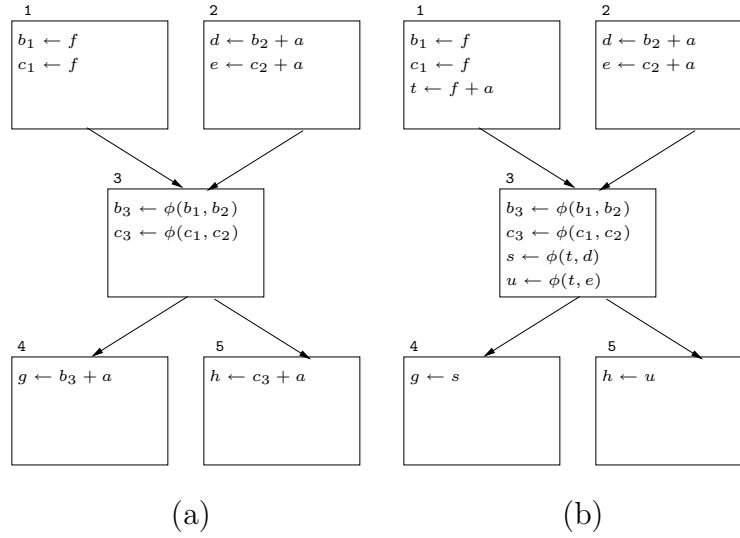 1
b₁ ← f
c₁ ← f
2
d ← b₂ + a
e ← c₂ + a
3
b₃ ← ϕ(b₁, b₂)
c₃ ← ϕ(c₁, c₂)
4
g ← b₃ + a
5
h ← c₃ + a
(a)
1
b₁ ← f
c₁ ← f
t ← f + a
2
d ← b₂ + a
e ← c₂ + a
3
b₃ ← ϕ(b₁, b₂)
c₃ ← ϕ(c₁, c₂)
s ← ϕ(t, d)
u ← ϕ(t, e)
4
g ← s
5
h ← u
(b)